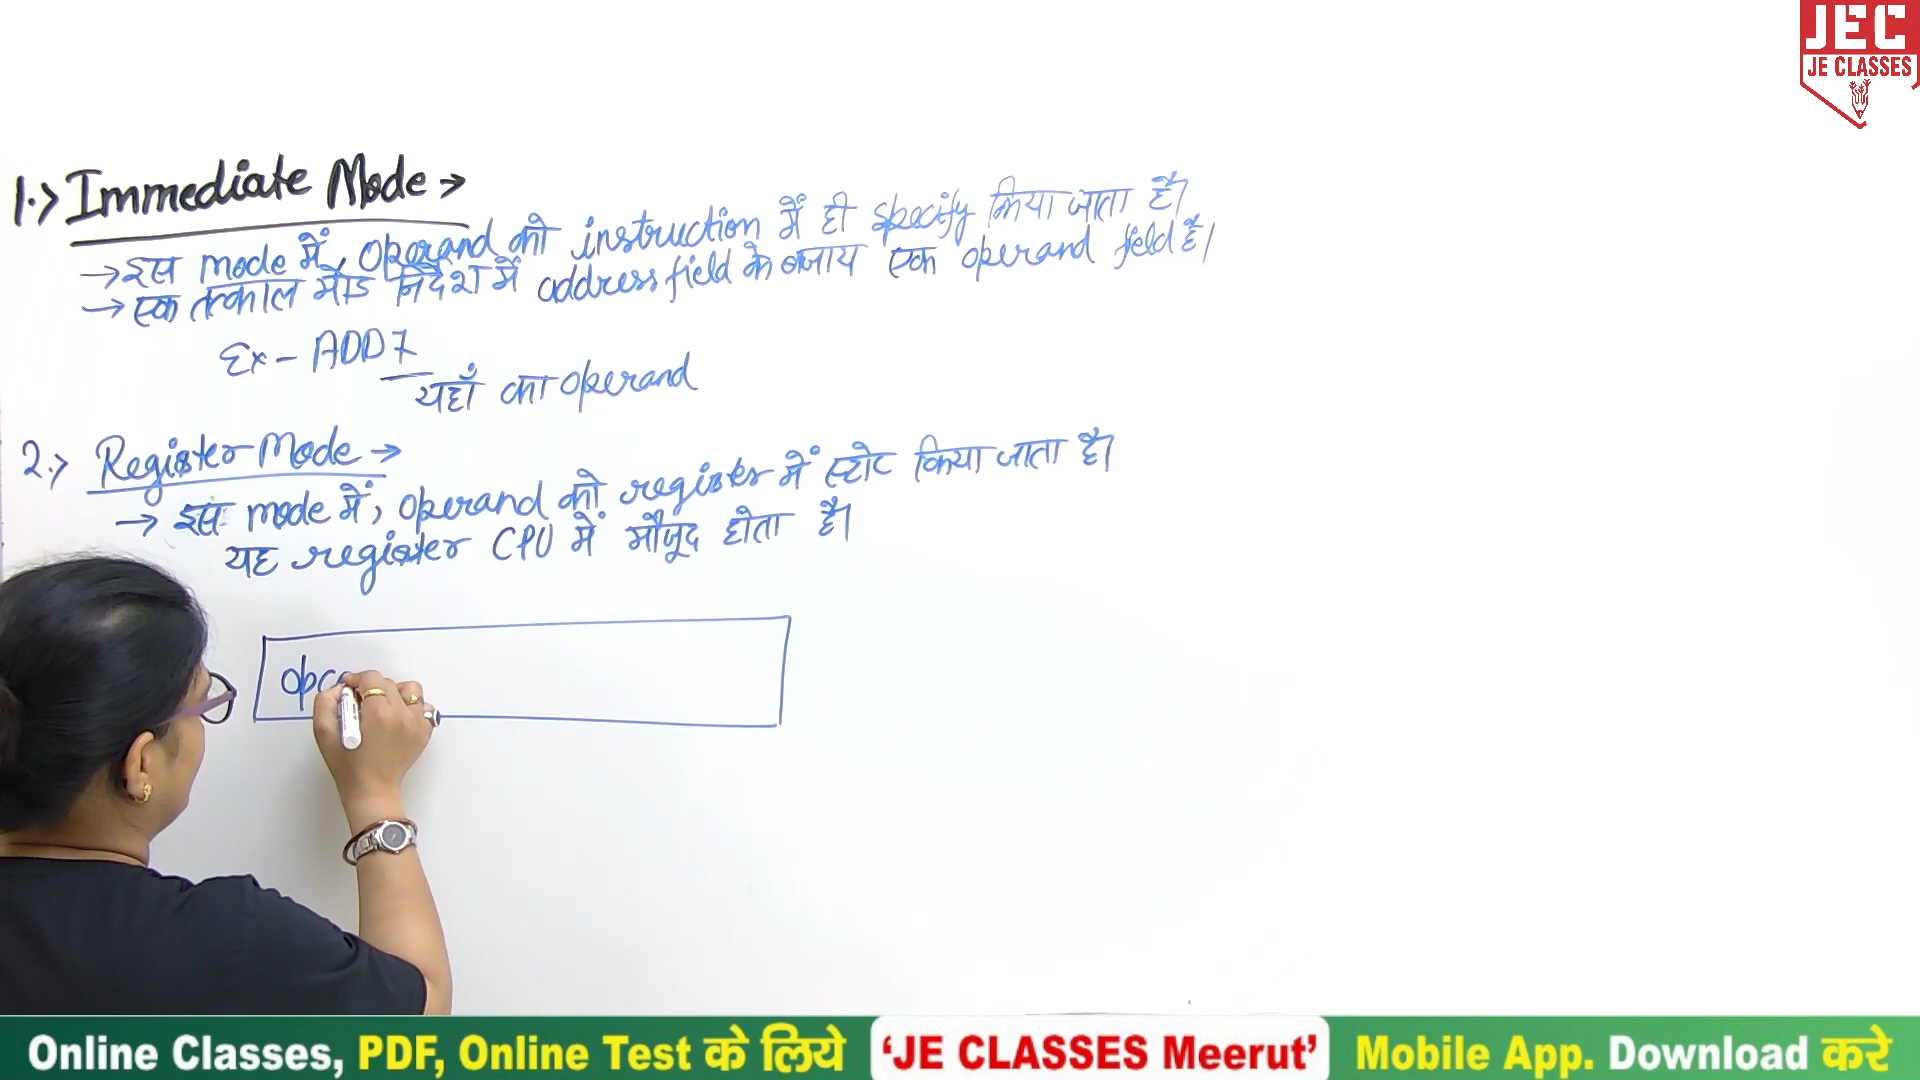 JEC
JE CLASSES
1.> Immediate Mode →
→ इस mode में, operand को instruction में ही specify किया जाता है।
→ एक तत्काल मोड निर्देश में address field के बजाय एक operand field है।
Ex - ADD 7
यहाँ का operand
2.> Register Mode →
→ इस mode में, operand को register में स्टोट किया जाता है।
यह register CPU में मौजूद होता है।
opc
Online Classes, PDF, Online Test के लिये 'JE CLASSES Meerut' Mobile App. Download करे